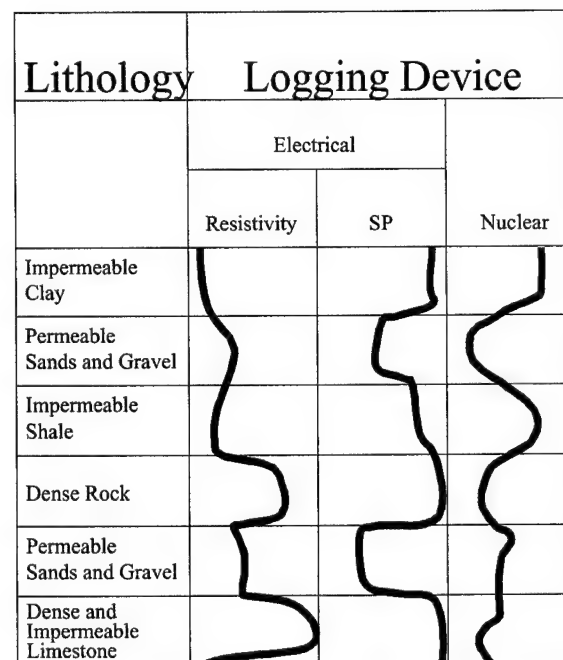 Lithology
Logging Device
Electrical
Resistivity
SP
Nuclear
Impermeable
Clay
Permeable
Sands and Gravel
Impermeable
Shale
Dense Rock
Permeable
Sands and Gravel
Dense and
Impermeable
Limestone